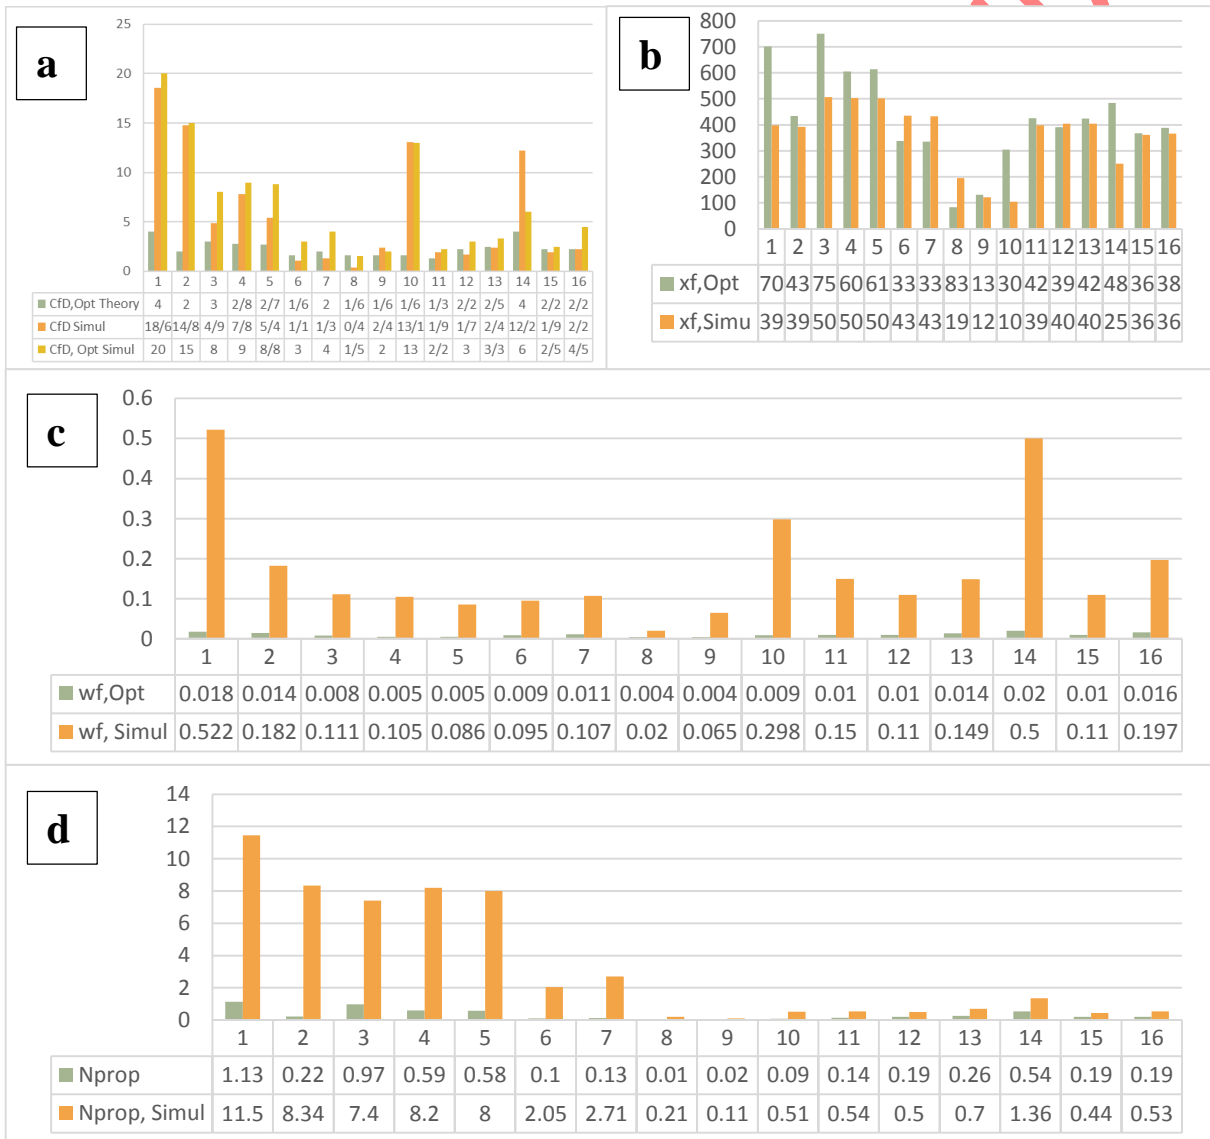 a
25
20
15
10
5
0
1 2 3 4 5 6 7 8 9 10 11 12 13 14 15 16
CfD,Opt Theory 4 2 3 2/8 2/7 1/6 2 1/6 1/6 1/6 1/3 2/2 2/5 4 2/2 2/2
CfD Simul 18/6 14/8 4/9 7/8 5/4 1/1 1/3 0/4 2/4 13/1 1/9 1/7 2/4 12/2 1/9 2/2
CfD, Opt Simul 20 15 8 9 8/8 3 4 1/5 2 13 2/2 3 3/3 6 2/5 4/5
b
800
700
600
500
400
300
200
100
0
1 2 3 4 5 6 7 8 9 10 11 12 13 14 15 16
xf,Opt 70 43 75 60 61 33 33 83 13 30 42 39 42 48 36 38
xf,Simu 39 39 50 50 50 43 43 19 12 10 39 40 40 25 36 36
c
0.6
0.5
0.4
0.3
0.2
0.1
0
1 2 3 4 5 6 7 8 9 10 11 12 13 14 15 16
wf,Opt 0.018 0.014 0.008 0.005 0.005 0.009 0.011 0.004 0.004 0.009 0.01 0.01 0.014 0.02 0.01 0.016
wf, Simul 0.522 0.182 0.111 0.105 0.086 0.095 0.107 0.02 0.065 0.298 0.15 0.11 0.149 0.5 0.11 0.197
d
14
12
10
8
6
4
2
0
1 2 3 4 5 6 7 8 9 10 11 12 13 14 15 16
Nprop 1.13 0.22 0.97 0.59 0.58 0.1 0.13 0.01 0.02 0.09 0.14 0.19 0.26 0.54 0.19 0.19
Nprop, Simul 11.5 8.34 7.4 8.2 8 2.05 2.71 0.21 0.11 0.51 0.54 0.5 0.7 1.36 0.44 0.53